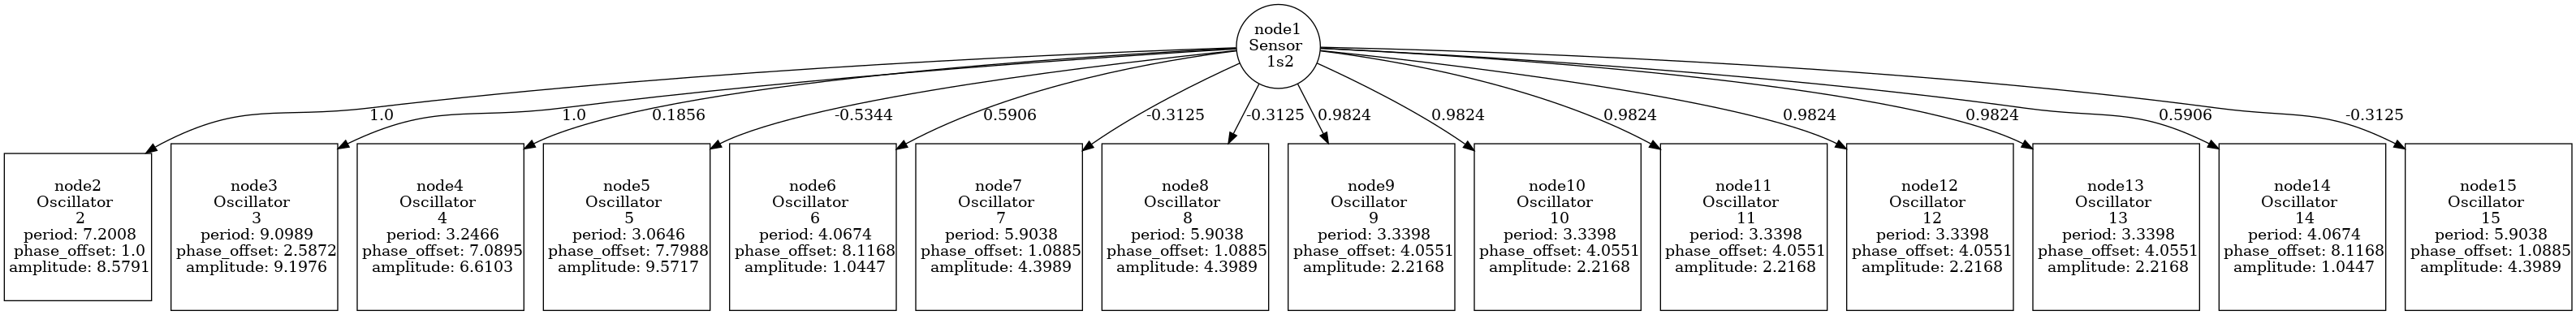 node1
Sensor
1s2
1.0
1.0
0.1856
-0.5344
0.5906
-0.3125
-0.3125
0.9824
0.9824
0.9824
0.9824
0.9824
0.5906
-0.3125
node2
Oscillator
2
period: 7.2008
phase_offset: 1.0
amplitude: 8.5791
node3
Oscillator
3
period: 9.0989
phase_offset: 2.5872
amplitude: 9.1976
node4
Oscillator
4
period: 3.2466
phase_offset: 7.0895
amplitude: 6.6103
node5
Oscillator
5
period: 3.0646
phase_offset: 7.7988
amplitude: 9.5717
node6
Oscillator
6
period: 4.0674
phase_offset: 8.1168
amplitude: 1.0447
node7
Oscillator
7
period: 5.9038
phase_offset: 1.0885
amplitude: 4.3989
node8
Oscillator
8
period: 5.9038
phase_offset: 1.0885
amplitude: 4.3989
node9
Oscillator
9
period: 3.3398
phase_offset: 4.0551
amplitude: 2.2168
node10
Oscillator
10
period: 3.3398
phase_offset: 4.0551
amplitude: 2.2168
node11
Oscillator
11
period: 3.3398
phase_offset: 4.0551
amplitude: 2.2168
node12
Oscillator
12
period: 3.3398
phase_offset: 4.0551
amplitude: 2.2168
node13
Oscillator
13
period: 3.3398
phase_offset: 4.0551
amplitude: 2.2168
node14
Oscillator
14
period: 4.0674
phase_offset: 8.1168
amplitude: 1.0447
node15
Oscillator
15
period: 5.9038
phase_offset: 1.0885
amplitude: 4.3989